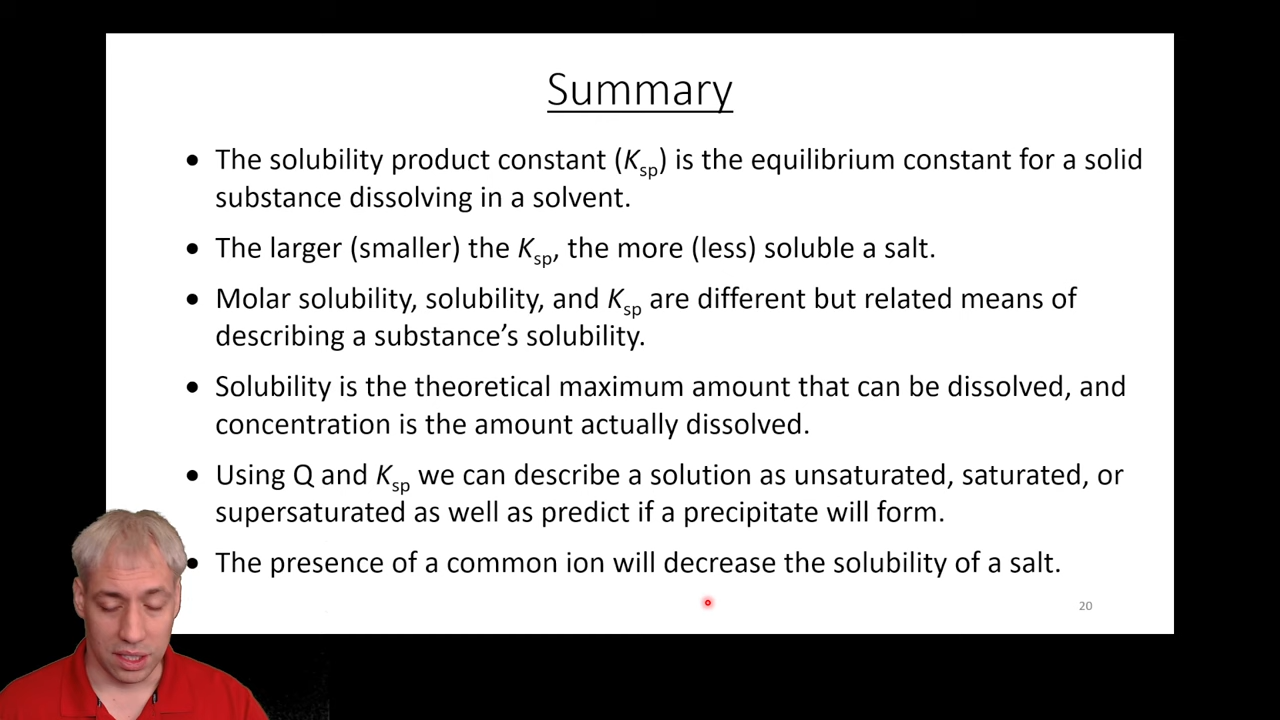 Summary
• The solubility product constant (Ksp) is the equilibrium constant for a solid
substance dissolving in a solvent.
• The larger (smaller) the Ksp, the more (less) soluble a salt.
• Molar solubility, solubility, and Ksp are different but related means of
describing a substance’s solubility.
• Solubility is the theoretical maximum amount that can be dissolved, and
concentration is the amount actually dissolved.
• Using Q and Ksp we can describe a solution as unsaturated, saturated, or
supersaturated as well as predict if a precipitate will form.
• The presence of a common ion will decrease the solubility of a salt.
20